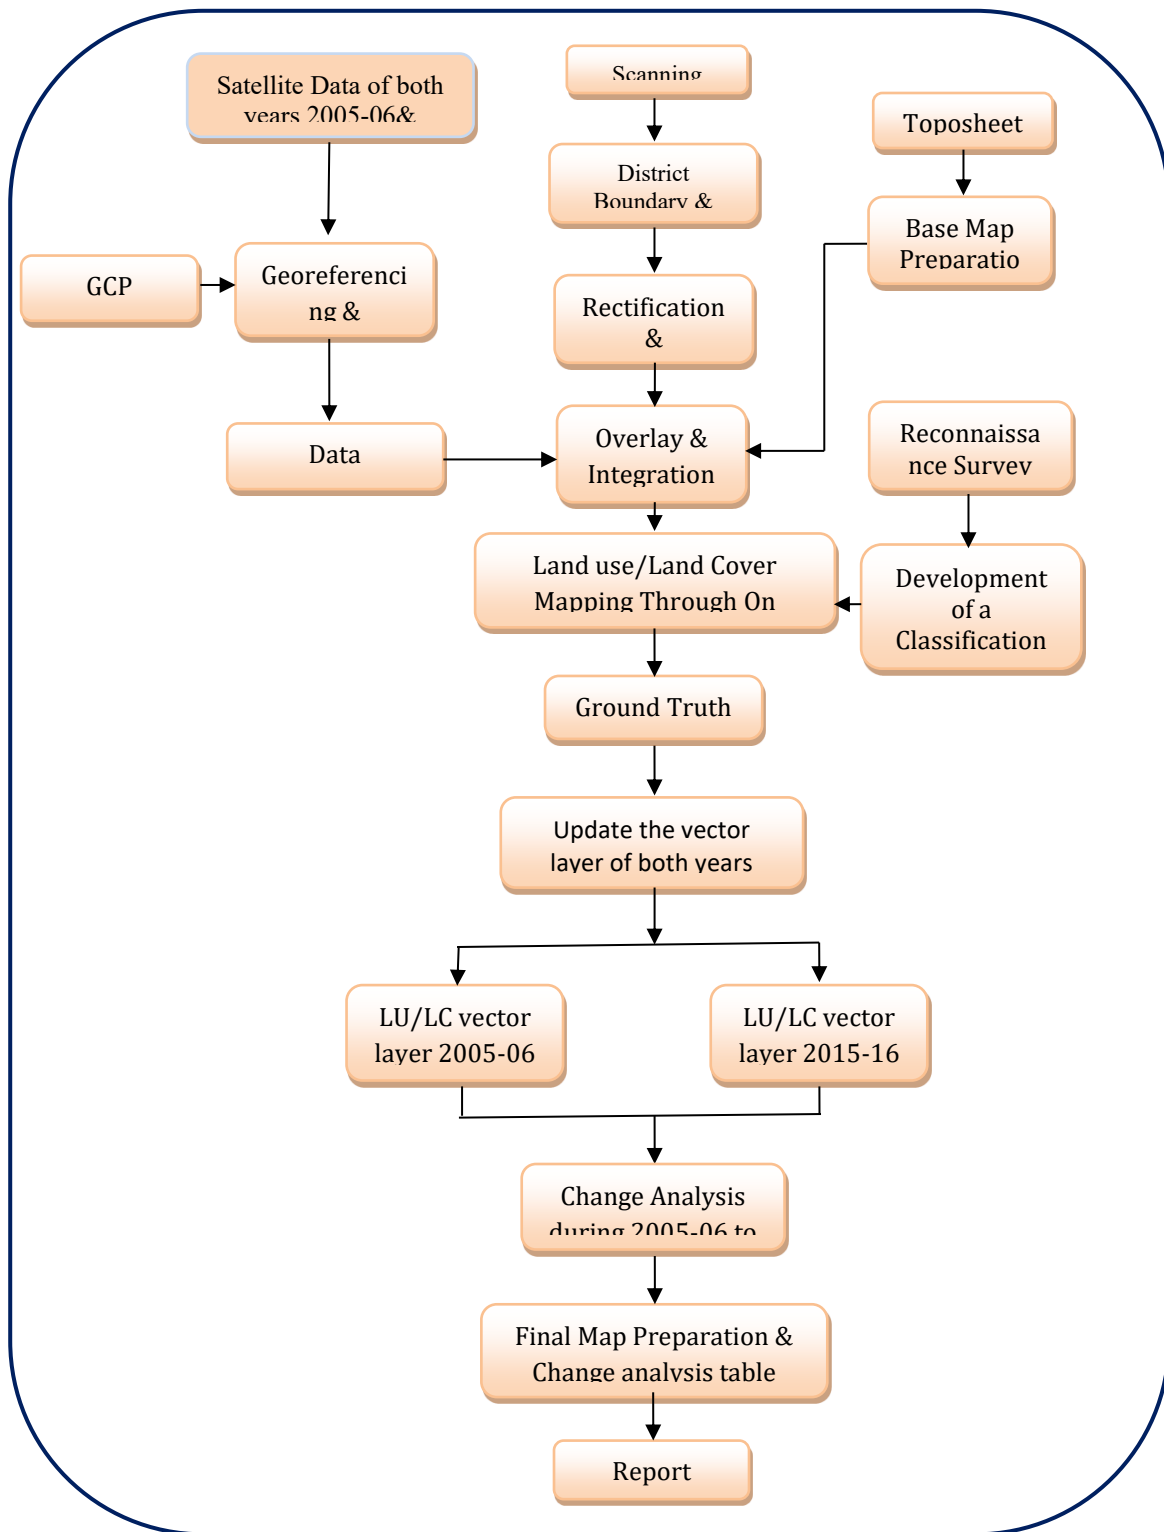 Satellite Data of both
years 2005-06&
Scanning
Toposheet
District
Boundary &
Base Map
Preparatio
GCP
Georeferenci
ng &
Rectification
&
Data
Overlay &
Integration
Reconnaissa
nce Survey
Land use/Land Cover
Mapping Through On
Development
of a
Classification
Ground Truth
Update the vector
layer of both years
LU/LC vector
layer 2005-06
LU/LC vector
layer 2015-16
Change Analysis
during 2005-06 to
Final Map Preparation &
Change analysis table
Report